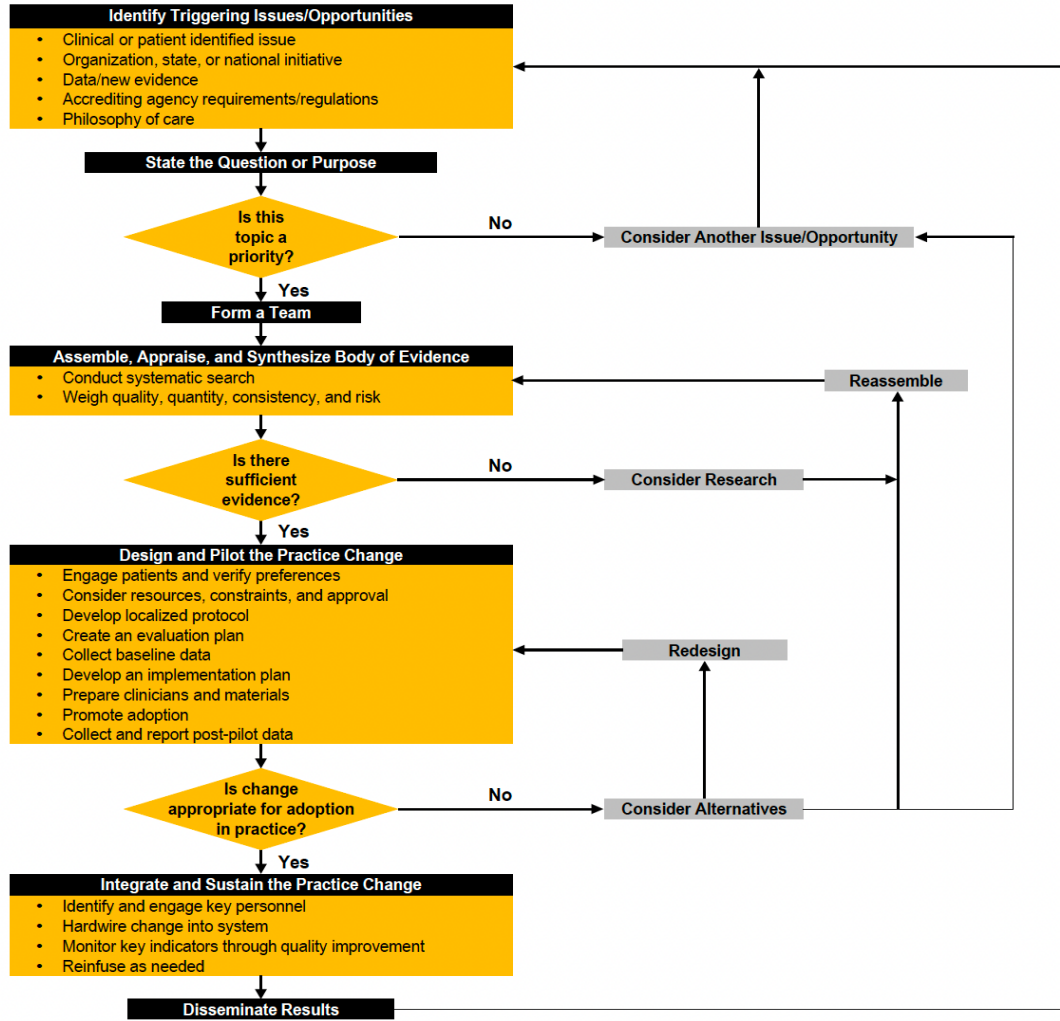 Identify Triggering Issues/Opportunities
• Clinical or patient identified issue
• Organization, state, or national initiative
• Data/new evidence
• Accrediting agency requirements/regulations
• Philosophy of care
State the Question or Purpose
Is this
topic a
priority?
No
Consider Another Issue/Opportunity
Yes
Form a Team
Assemble, Appraise, and Synthesize Body of Evidence
• Conduct systematic search
• Weigh quality, quantity, consistency, and risk
Reassemble
Is there
sufficient
evidence?
No
Consider Research
Yes
Design and Pilot the Practice Change
• Engage patients and verify preferences
• Consider resources, constraints, and approval
• Develop localized protocol
• Create an evaluation plan
• Collect baseline data
• Develop an implementation plan
• Prepare clinicians and materials
• Promote adoption
• Collect and report post-pilot data
Redesign
Is change
appropriate for adoption
in practice?
No
Consider Alternatives
Yes
Integrate and Sustain the Practice Change
• Identify and engage key personnel
• Hardwire change into system
• Monitor key indicators through quality improvement
• Reinfuse as needed
Disseminate Results